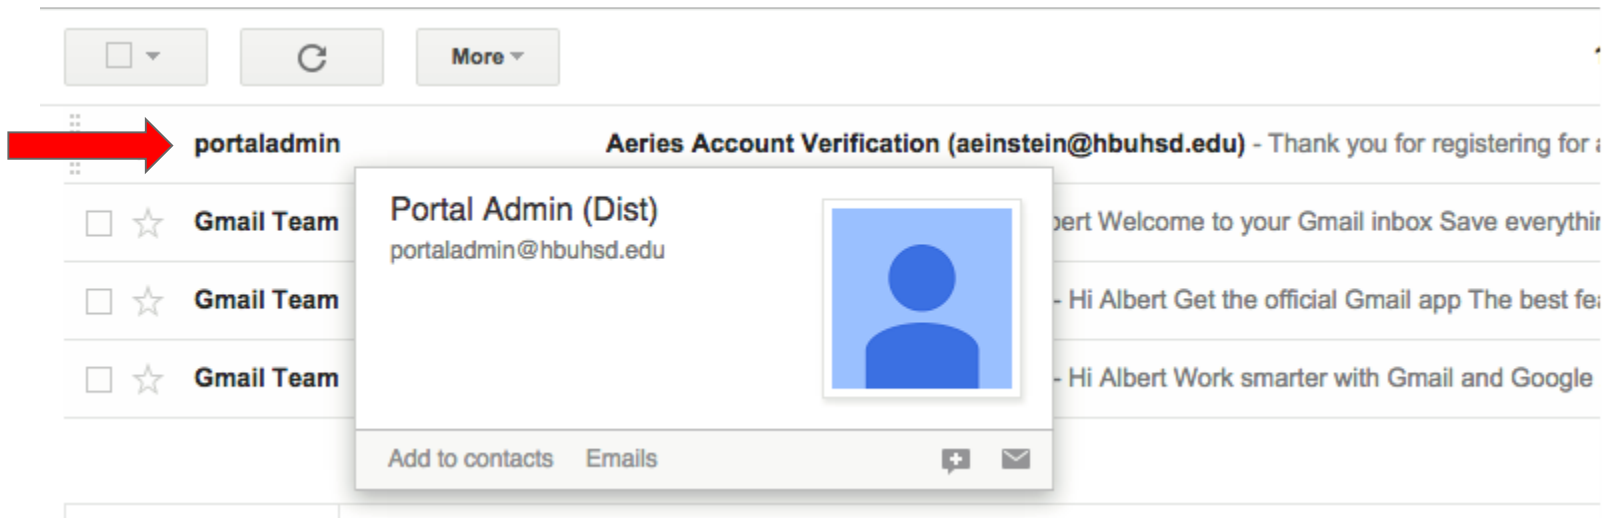 More
portaladmin Aeries Account Verification (aeinstein@hbuhsd.edu) - Thank you for registering for
Portal Admin (Dist)
portaladmin@hbuhsd.edu
Gmail Team Welcome to your Gmail inbox Save
Gmail Team - Hi Albert Get the official Gmail app The best
Gmail Team - Hi Albert Work smarter with Gmail and Google
Add to contacts Emails